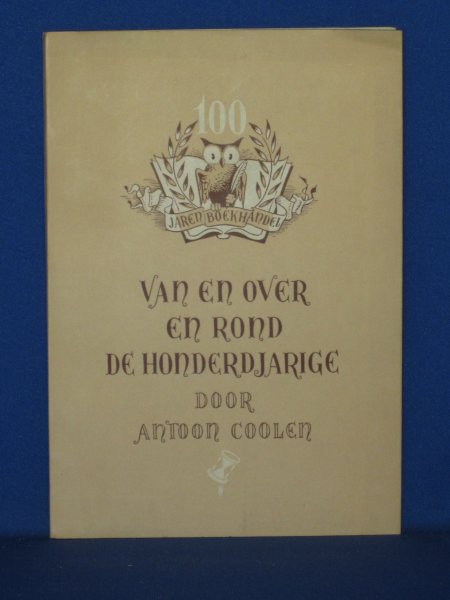 100
JAREN BOEKHANDEL
VAN EN OVER
EN ROND
DE HONDERDJARIGE
DOOR
ANTOON COOLEN